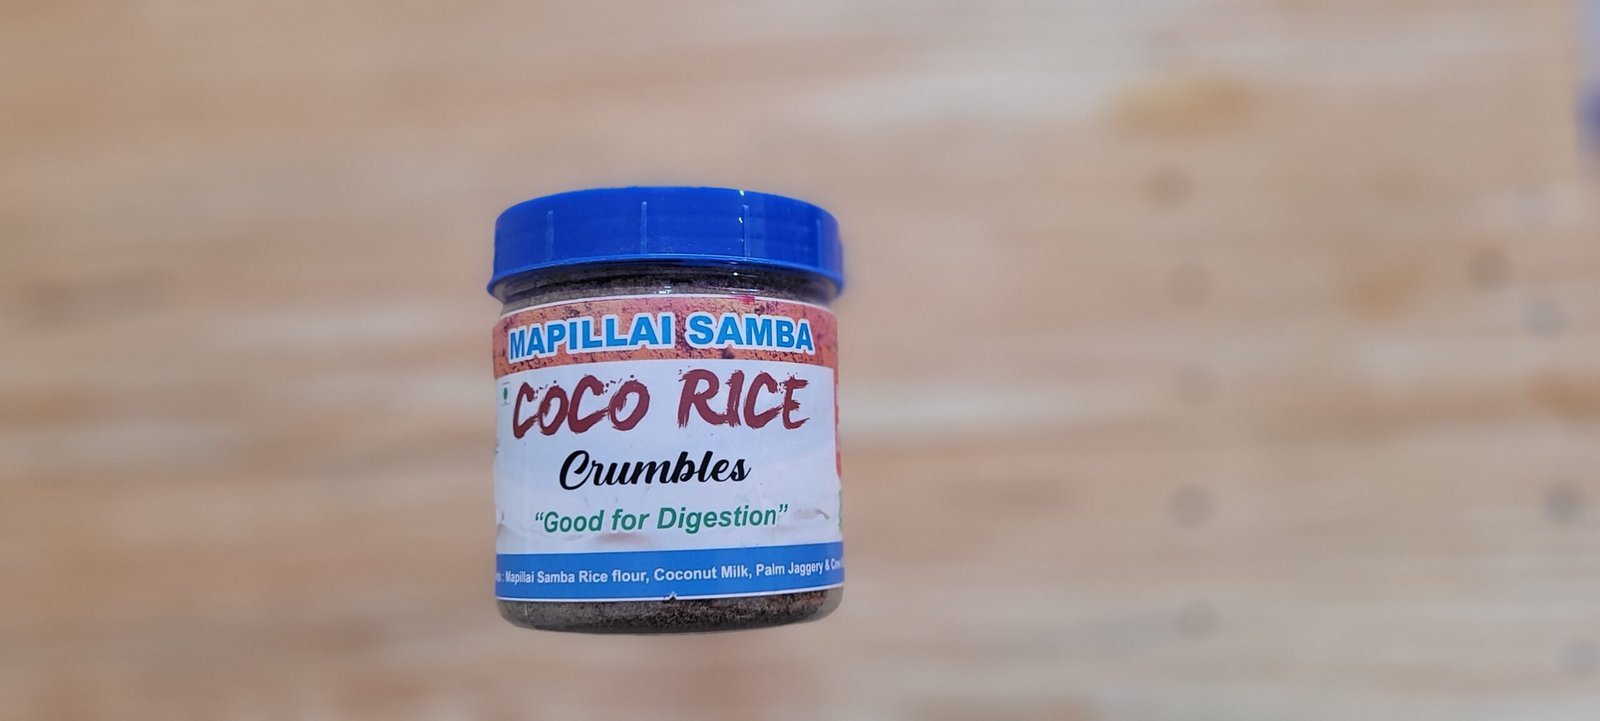 MAPILLAI SAMBA
COCO RICE
Crumbles
“Good for Digestion”
: Mapillai Samba Rice flour, Coconut Milk, Palm Jaggery &